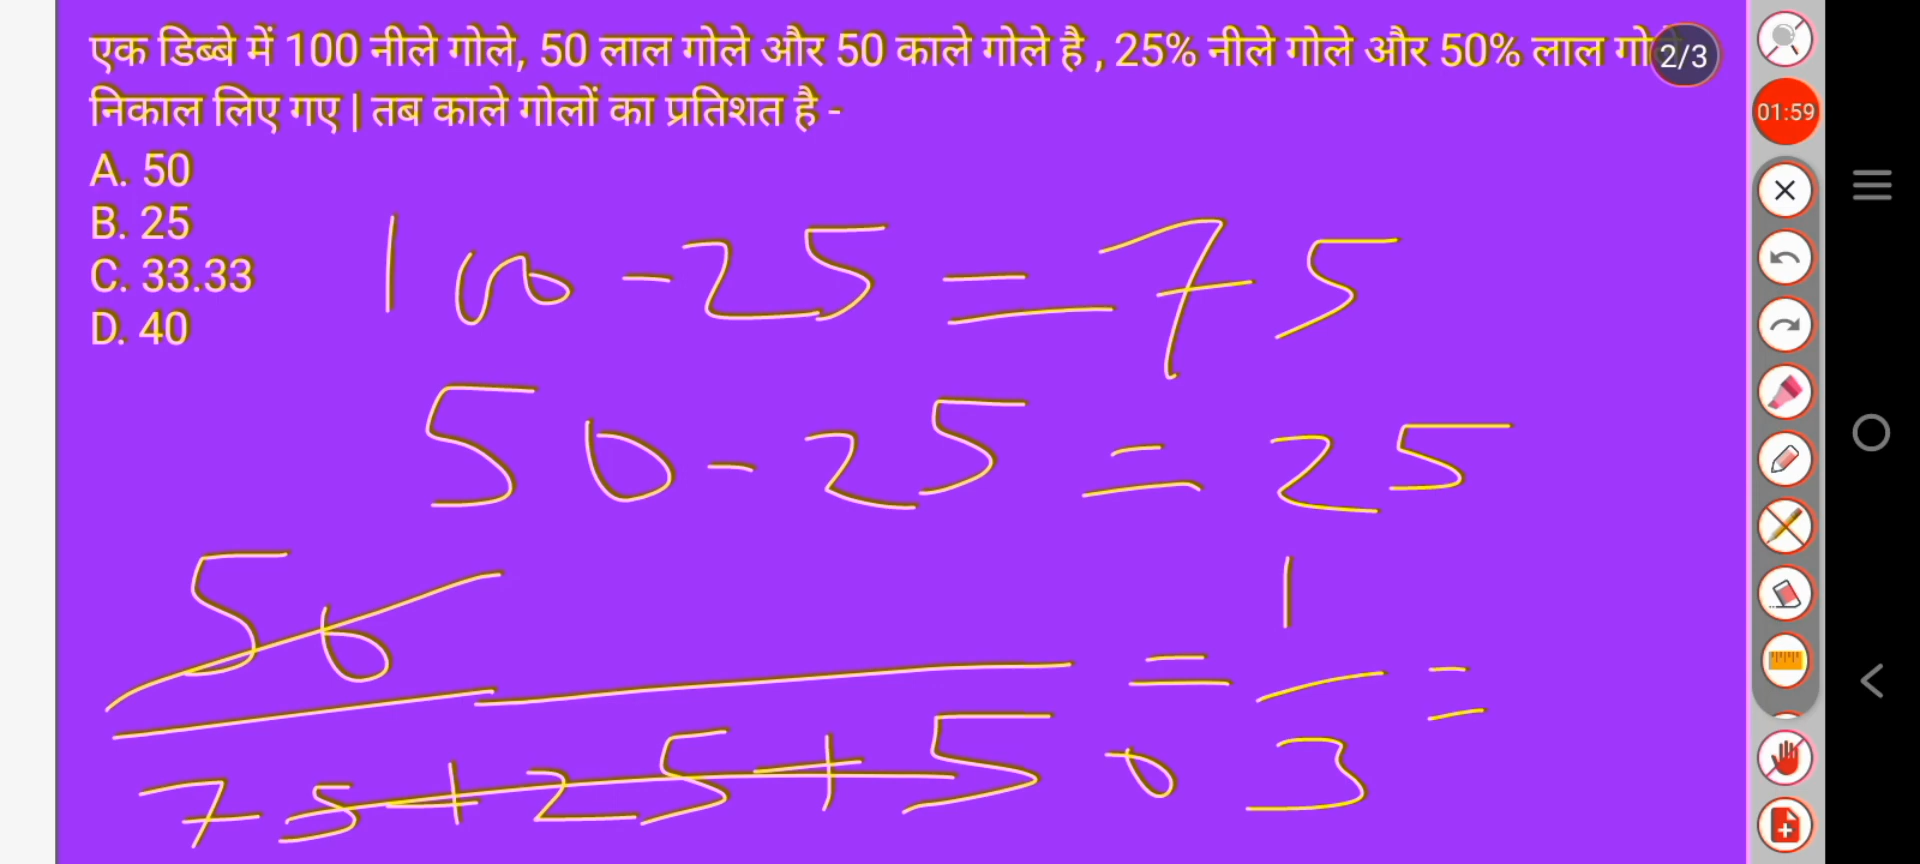 एक डिब्बे में 100 नीले गोले, 50 लाल गोले और 50 काले गोले है , 25% नीले गोले और 50% लाल
2/3
निकाल लिए गए | तब काले गोलों का प्रतिशत है -
01:59
A. 50
B. 25
C. 33.33
D. 40
100 - 25 = 75
50 - 25 = 25
50 / 75 + 25 + 50 = 1 / 3 =